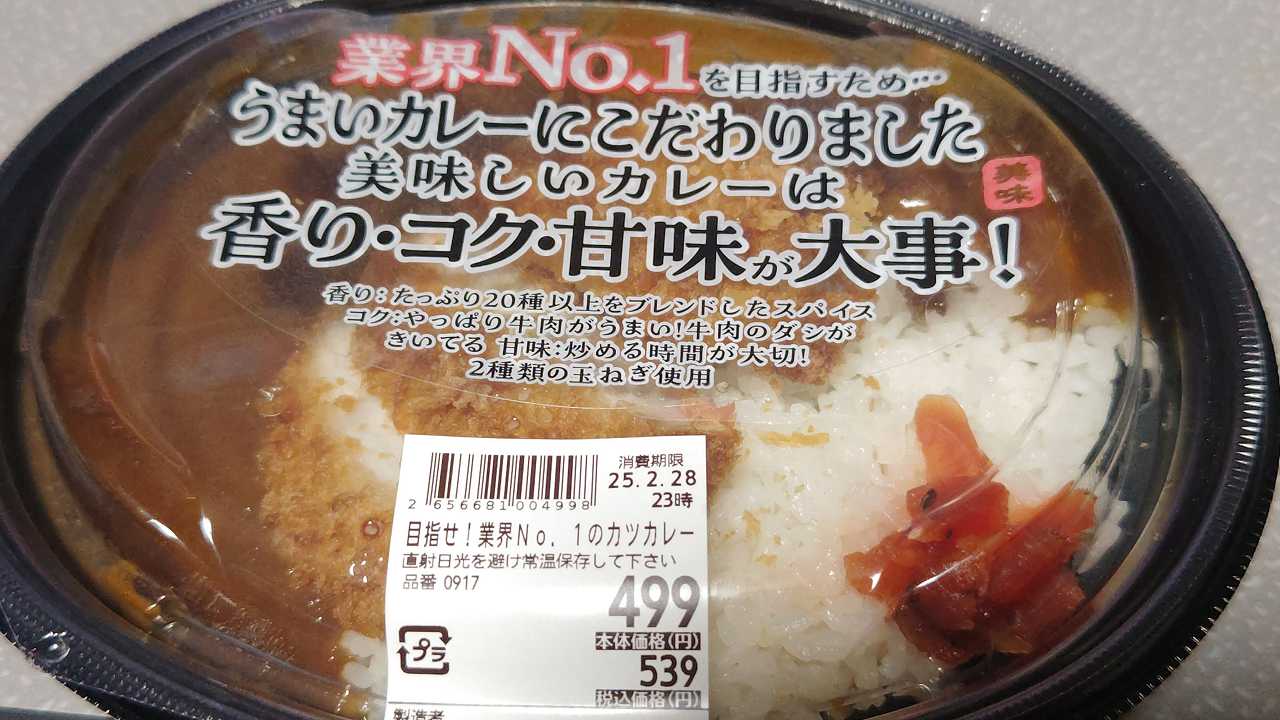 業界No.1を目指すため…
うまいカレーにこだわりました
美味しいカレーは
美味
香り・コク・甘味が大事!
香り:たっぷり20種以上をブレンドしたスパイス
コク:やっぱり牛肉がうまい!牛肉のダシが
きいてる 甘味:炒める時間が大切!
2種類の玉ねぎ使用
消費期限
25.2.28
23時
2 656681 004998
目指せ!業界No.1のカツカレー
直射日光を避け常温保存して下さい
品番 0917
499
本体価格(円)
プラ
539
税込価格(円)
製造者